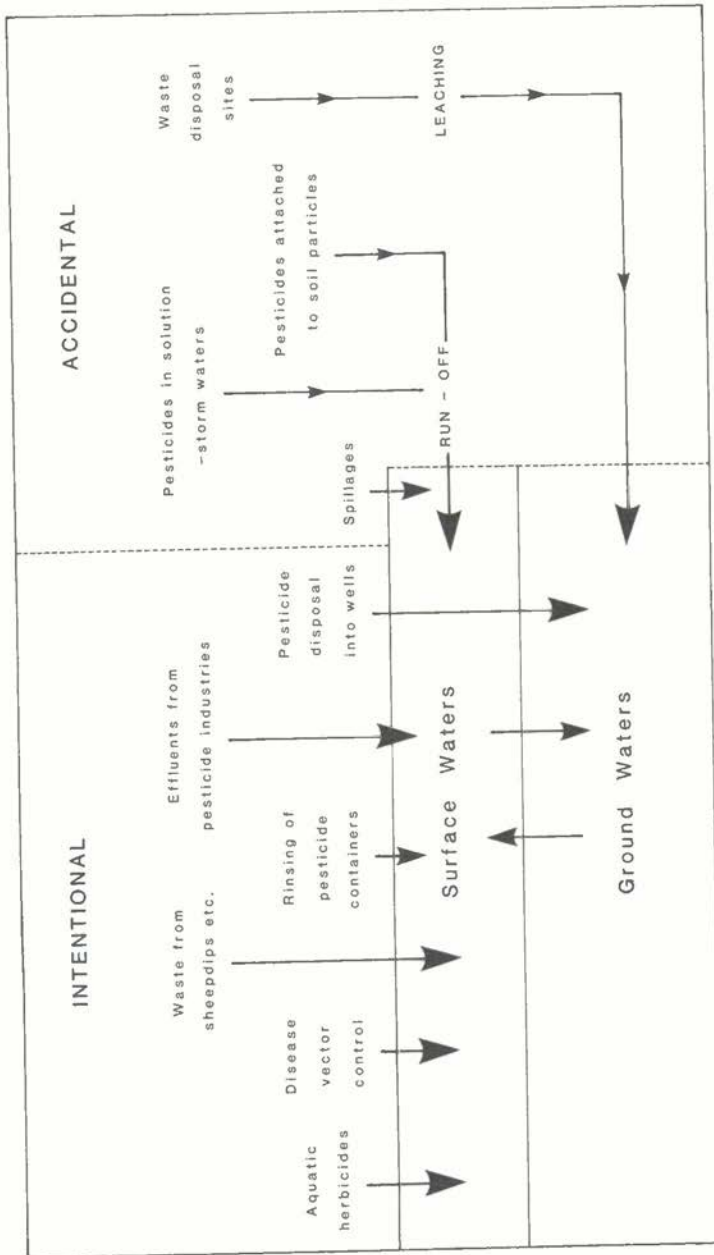 INTENTIONAL
ACCIDENTAL
Aquatic
herbicides
Disease
vector
control
Waste from
sheepdips etc.
Rinsing of
pesticide
containers
Effluents from
pesticide industries
Pesticide
disposal
into wells
Spillages
Pesticides in solution
-storm waters
Pesticides attached
to soil particles
Waste
disposal
sites
RUN - OFF
LEACHING
Surface Waters
Ground Waters